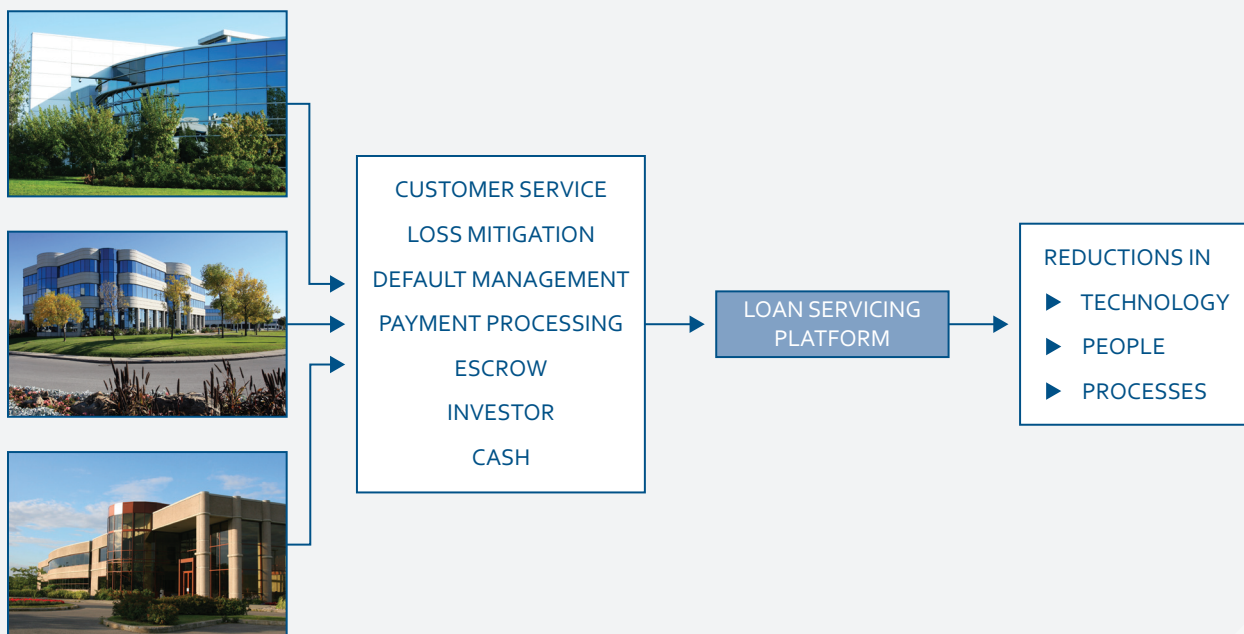 CUSTOMER SERVICE
LOSS MITIGATION
DEFAULT MANAGEMENT
PAYMENT PROCESSING
ESCROW
INVESTOR
CASH
LOAN SERVICING
PLATFORM
REDUCTIONS IN
TECHNOLOGY
PEOPLE
PROCESSES